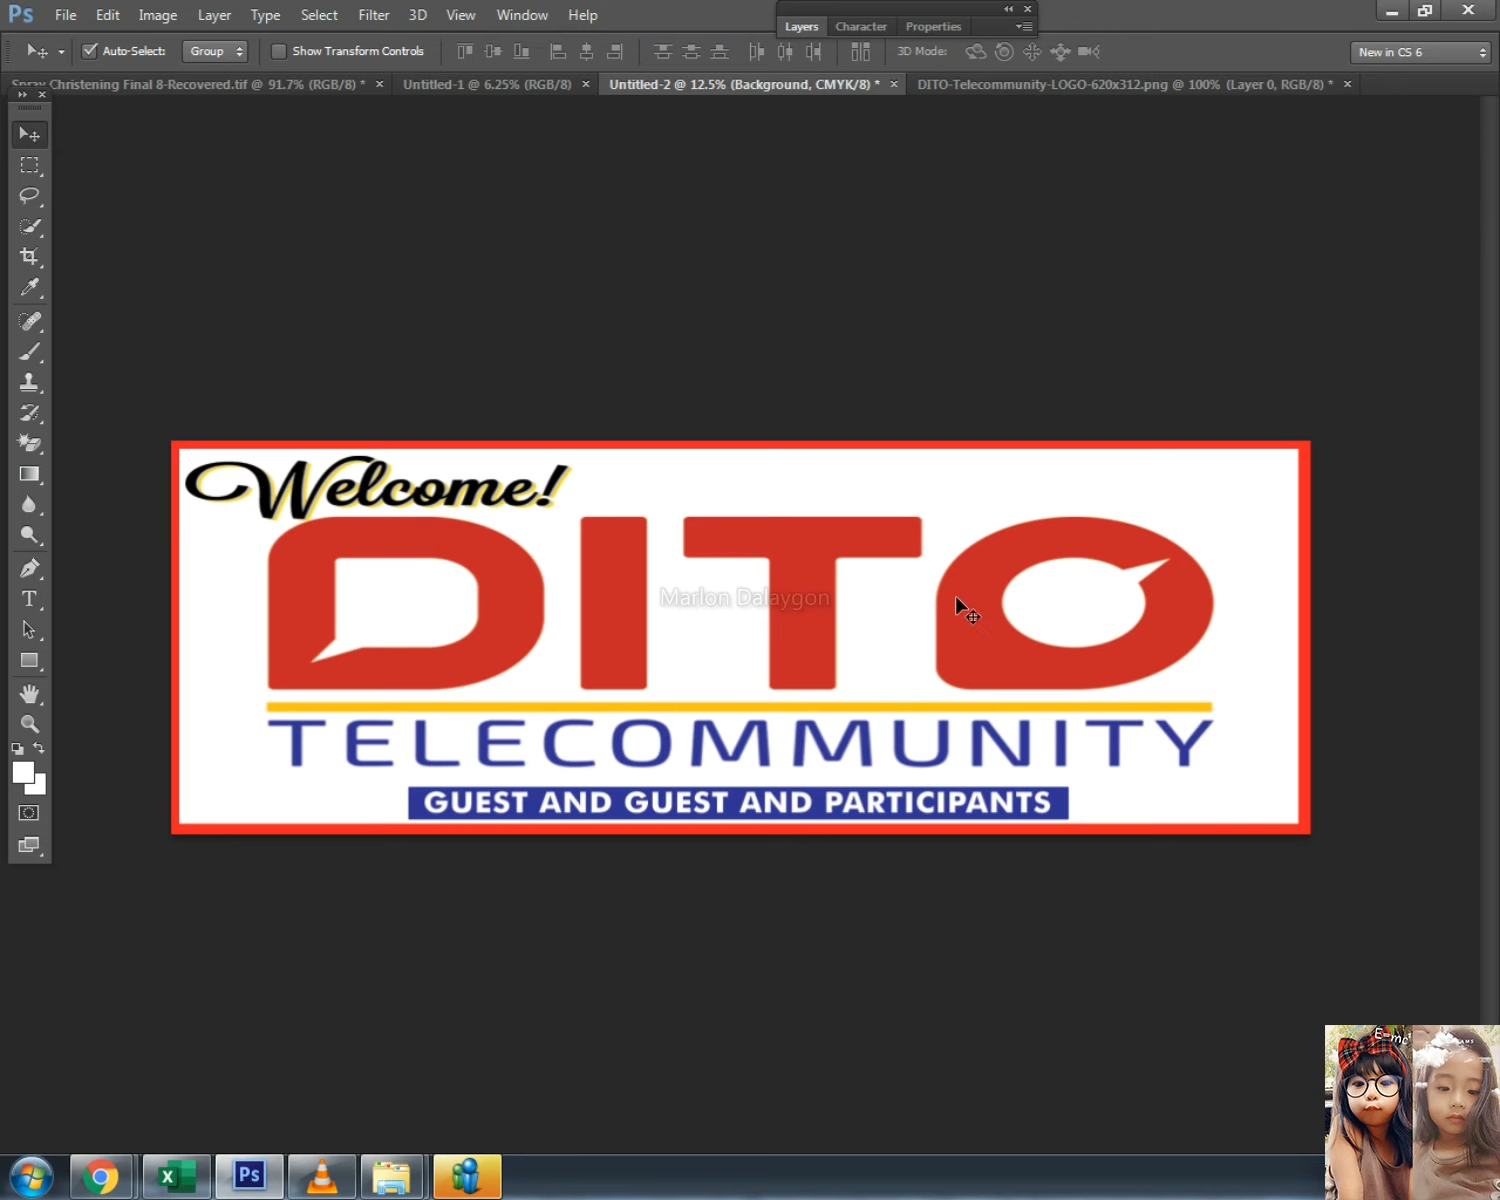 Ps File Edit Image Layer Type Select Filter 3D View Window Help
Layers Character Properties
Auto-Select: Group Show Transform Controls 3D Mode: New in CS 6
Spray Christening Final 8-Recovered.tif @ 91.7% (RGB/8) * Untitled-1 @ 6.25% (RGB/8) Untitled-2 @ 12.5% (Background, CMYK/8) * DITO-Telecommunity-LOGO-620x312.png @ 100% (Layer 0, RGB/8) *
Welcome!
DITO
Marlon Dalaygon
TELECOMMUNITY
GUEST AND GUEST AND PARTICIPANTS
E=mc²
Ps